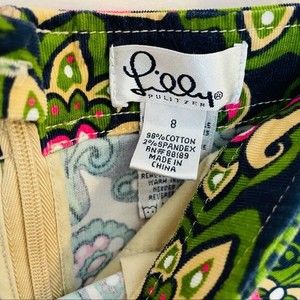 Lilly
PULITZER
8
98% COTTON
2% SPANDEX
RN# 88189
MADE IN
CHINA